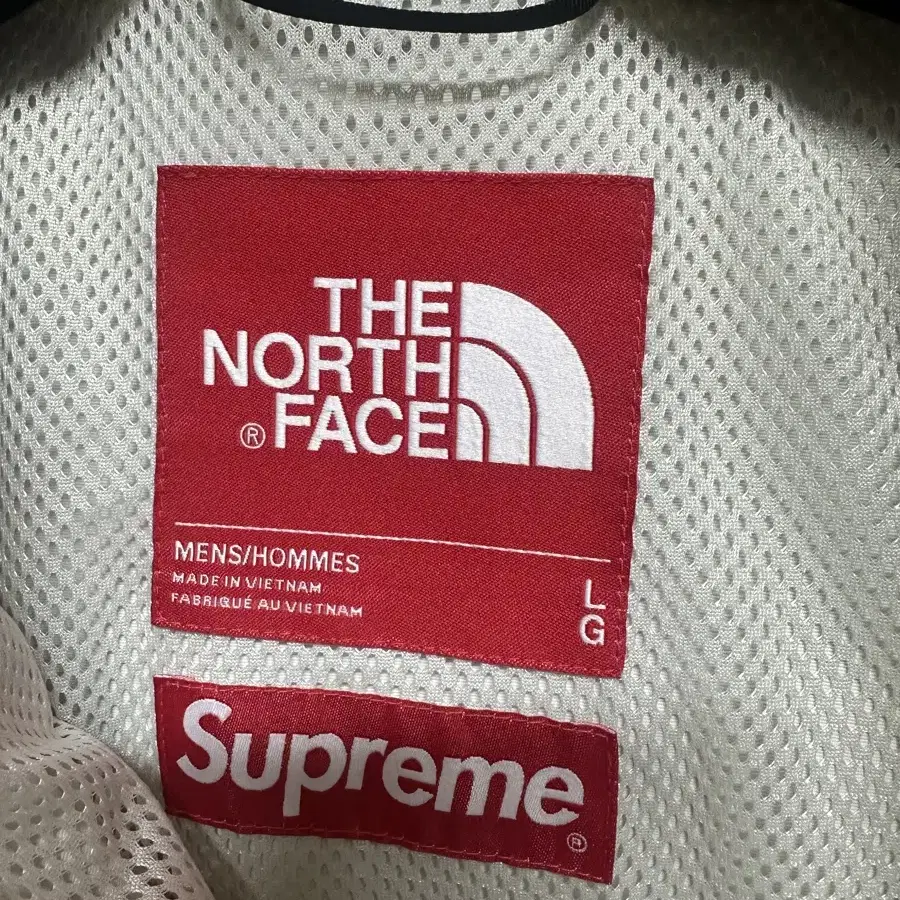 THE
NORTH
® FACE
MENS/HOMMES
MADE IN VIETNAM
FABRIQUÉ AU VIETNAM
L
G
Supreme
®